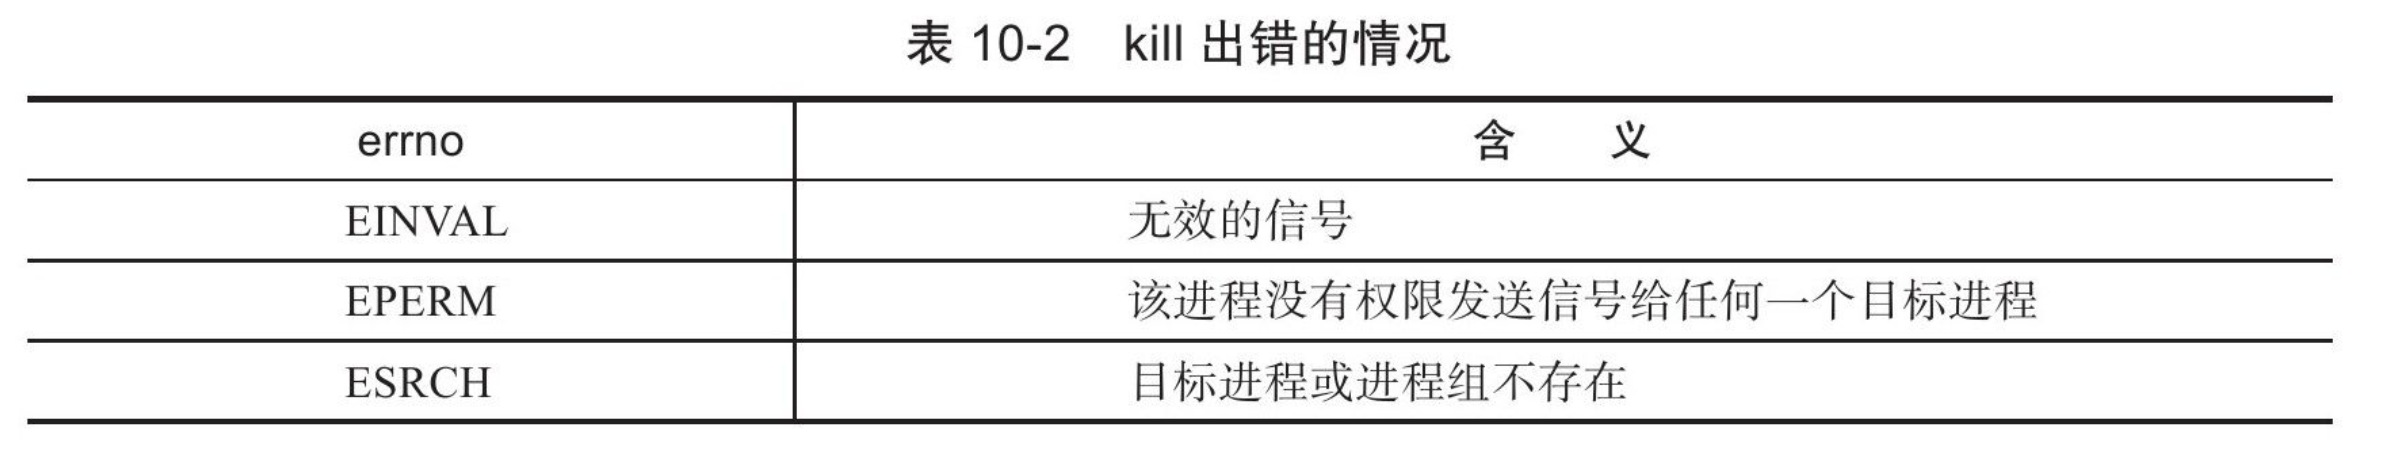 表 10-2 kill 出错的情况
errno 含 义
EINVAL 无效的信号
EPERM 该进程没有权限发送信号给任何一个目标进程
ESRCH 目标进程或进程组不存在